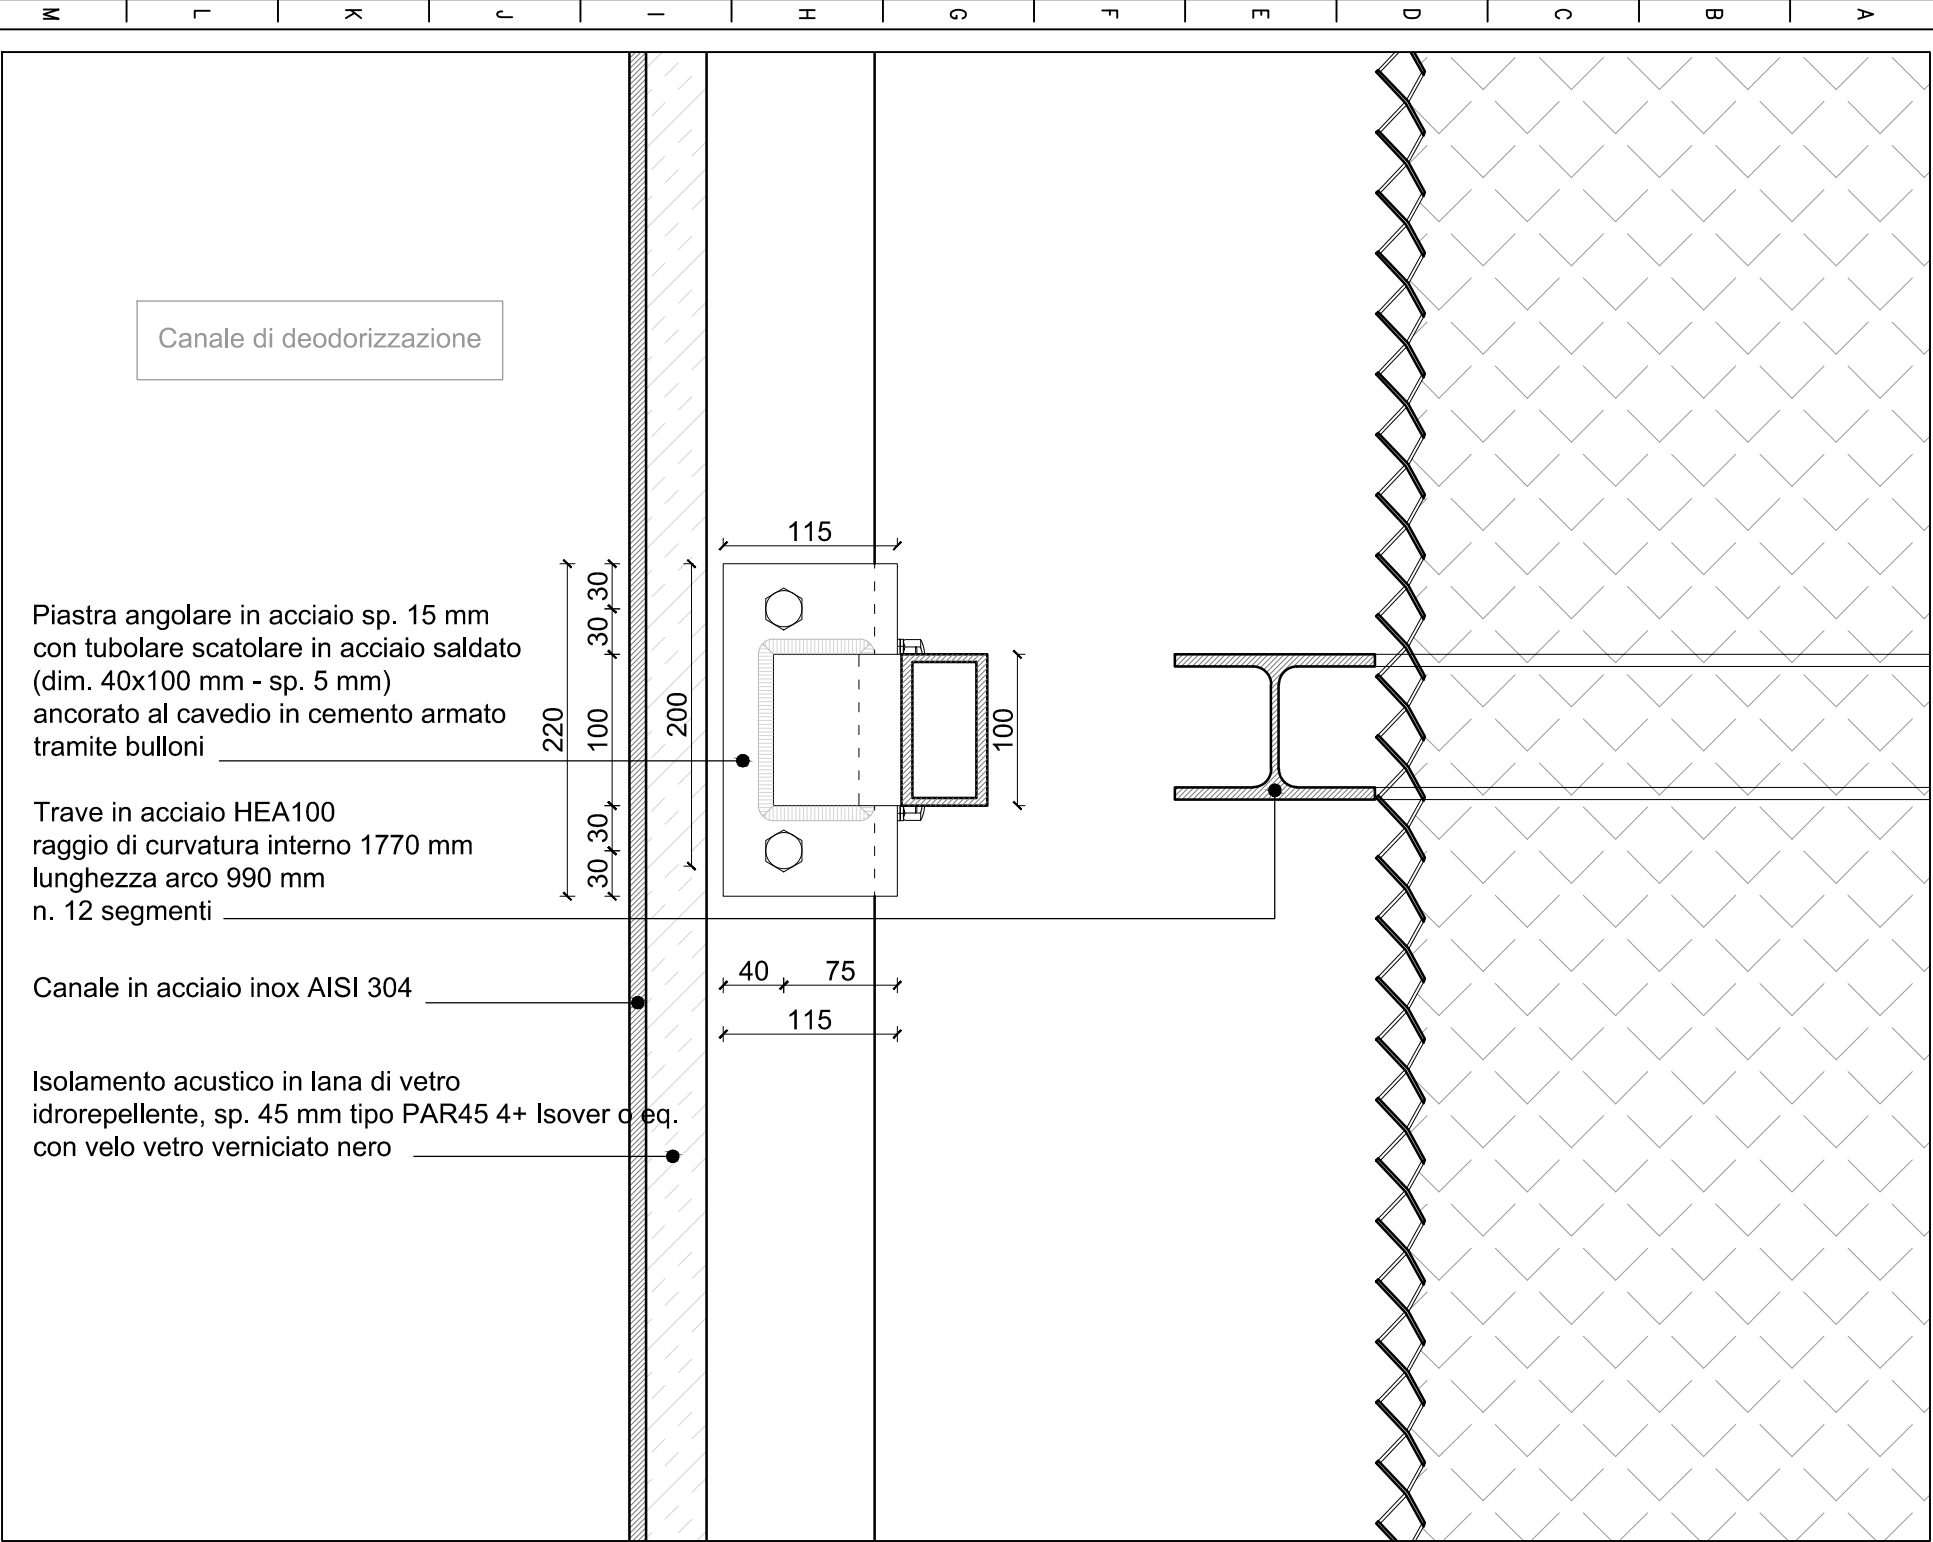 M L K J I H G F E D C B A
Canale di deodorizzazione
115
Piastra angolare in acciaio sp. 15 mm
con tubolare scatolare in acciaio saldato
(dim. 40x100 mm - sp. 5 mm)
ancorato al cavedio in cemento armato
tramite bulloni
220
30
30
100
30
30
200
100
Trave in acciaio HEA100
raggio di curvatura interno 1770 mm
lunghezza arco 990 mm
n. 12 segmenti
40 75
115
Canale in acciaio inox AISI 304
Isolamento acustico in lana di vetro
idrorepellente, sp. 45 mm tipo PAR45 4+ Isover o eq.
con velo vetro verniciato nero